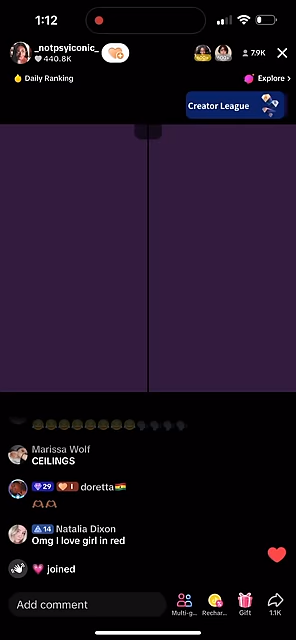 1:12
_notpsyiconic_
440.8K
7.9K
Daily Ranking
Explore >
Creator League
Marissa Wolf
CEILINGS
29 I doretta🇬🇭
🫶🏾🫶🏾
14 Natalia Dixon
Omg I love girl in red
💗 joined
Add comment
Multi-g...
Rechar...
Gift
1.1K